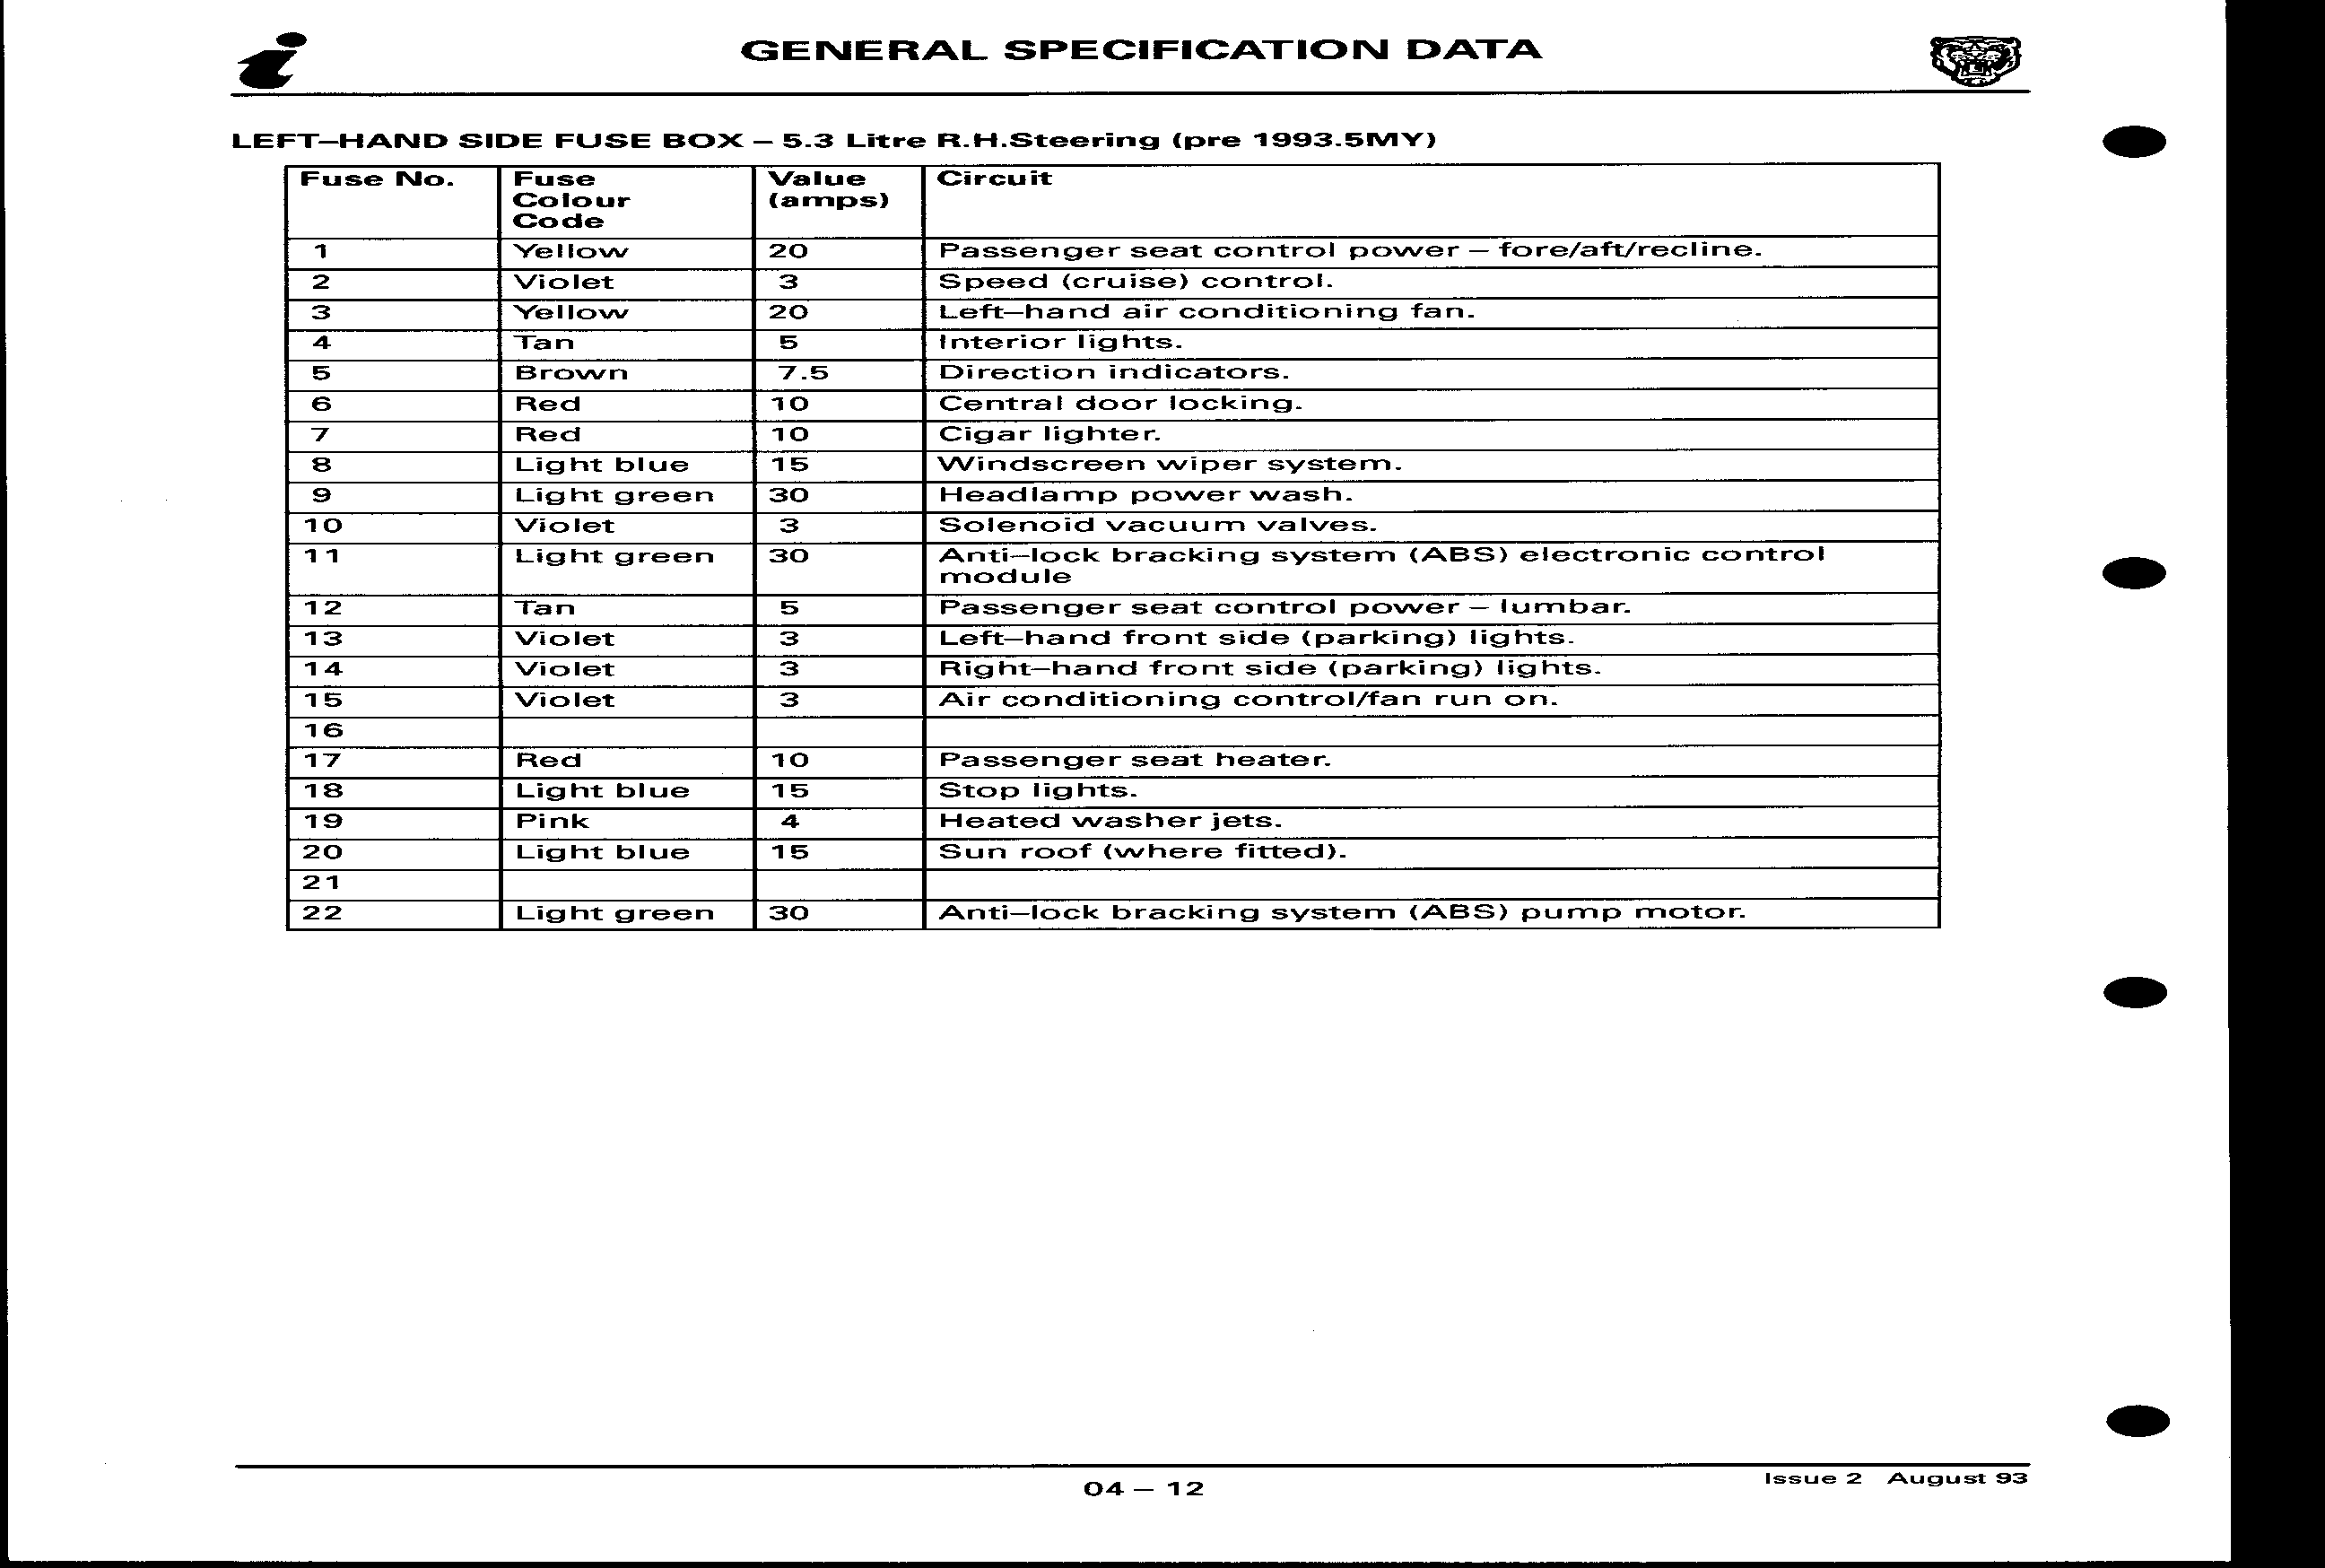 GENERAL SPECIFICATION DATA
LEFT–HAND SIDE FUSE BOX – 5.3 Litre R.H.Steering (pre 1993.5MY)
Fuse No. Fuse Colour Code Value (amps) Circuit
1 Yellow 20 Passenger seat control power – fore/aft/recline.
2 Violet 3 Speed (cruise) control.
3 Yellow 20 Left–hand air conditioning fan.
4 Tan 5 Interior lights.
5 Brown 7.5 Direction indicators.
6 Red 10 Central door locking.
7 Red 10 Cigar lighter.
8 Light blue 15 Windscreen wiper system.
9 Light green 30 Headlamp power wash.
10 Violet 3 Solenoid vacuum valves.
11 Light green 30 Anti–lock bracking system (ABS) electronic control
module
12 Tan 5 Passenger seat control power – lumbar.
13 Violet 3 Left–hand front side (parking) lights.
14 Violet 3 Right–hand front side (parking) lights.
15 Violet 3 Air conditioning control/fan run on.
16
17 Red 10 Passenger seat heater.
18 Light blue 15 Stop lights.
19 Pink 4 Heated washer jets.
20 Light blue 15 Sun roof (where fitted).
21
22 Light green 30 Anti–lock bracking system (ABS) pump motor.
04 – 12
Issue 2 August 93